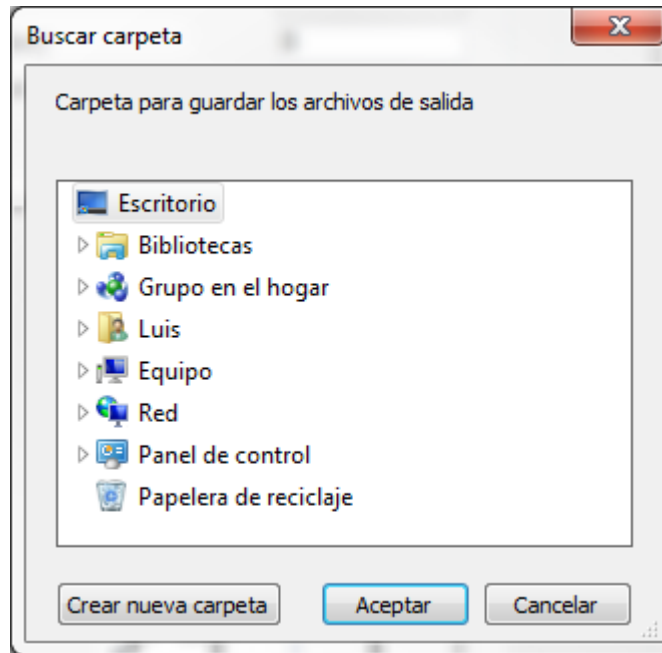 Buscar carpeta
Carpeta para guardar los archivos de salida
Escritorio
Bibliotecas
Grupo en el hogar
Luis
Equipo
Red
Panel de control
Papelera de reciclaje
Crear nueva carpeta Aceptar Cancelar